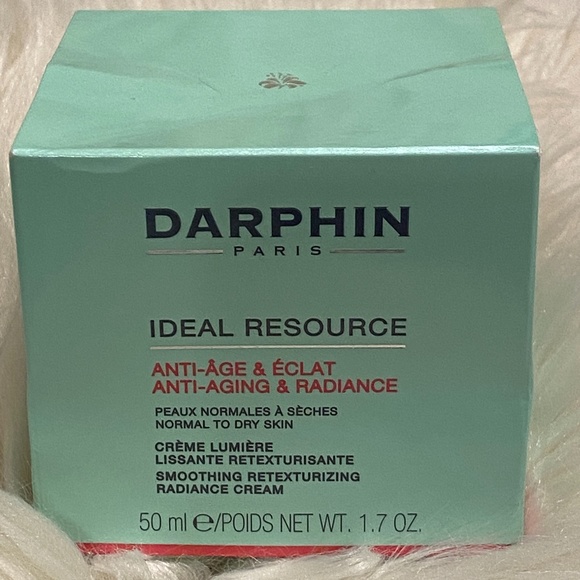 DARPHIN
PARIS
IDEAL RESOURCE
ANTI-ÂGE & ÉCLAT
ANTI-AGING & RADIANCE
PEAUX NORMALES À SÈCHES
NORMAL TO DRY SKIN
CRÈME LUMIÈRE
LISSANTE RETEXTURISANTE
SMOOTHING RETEXTURIZING
RADIANCE CREAM
50 ml ℮/POIDS NET WT. 1.7 OZ.